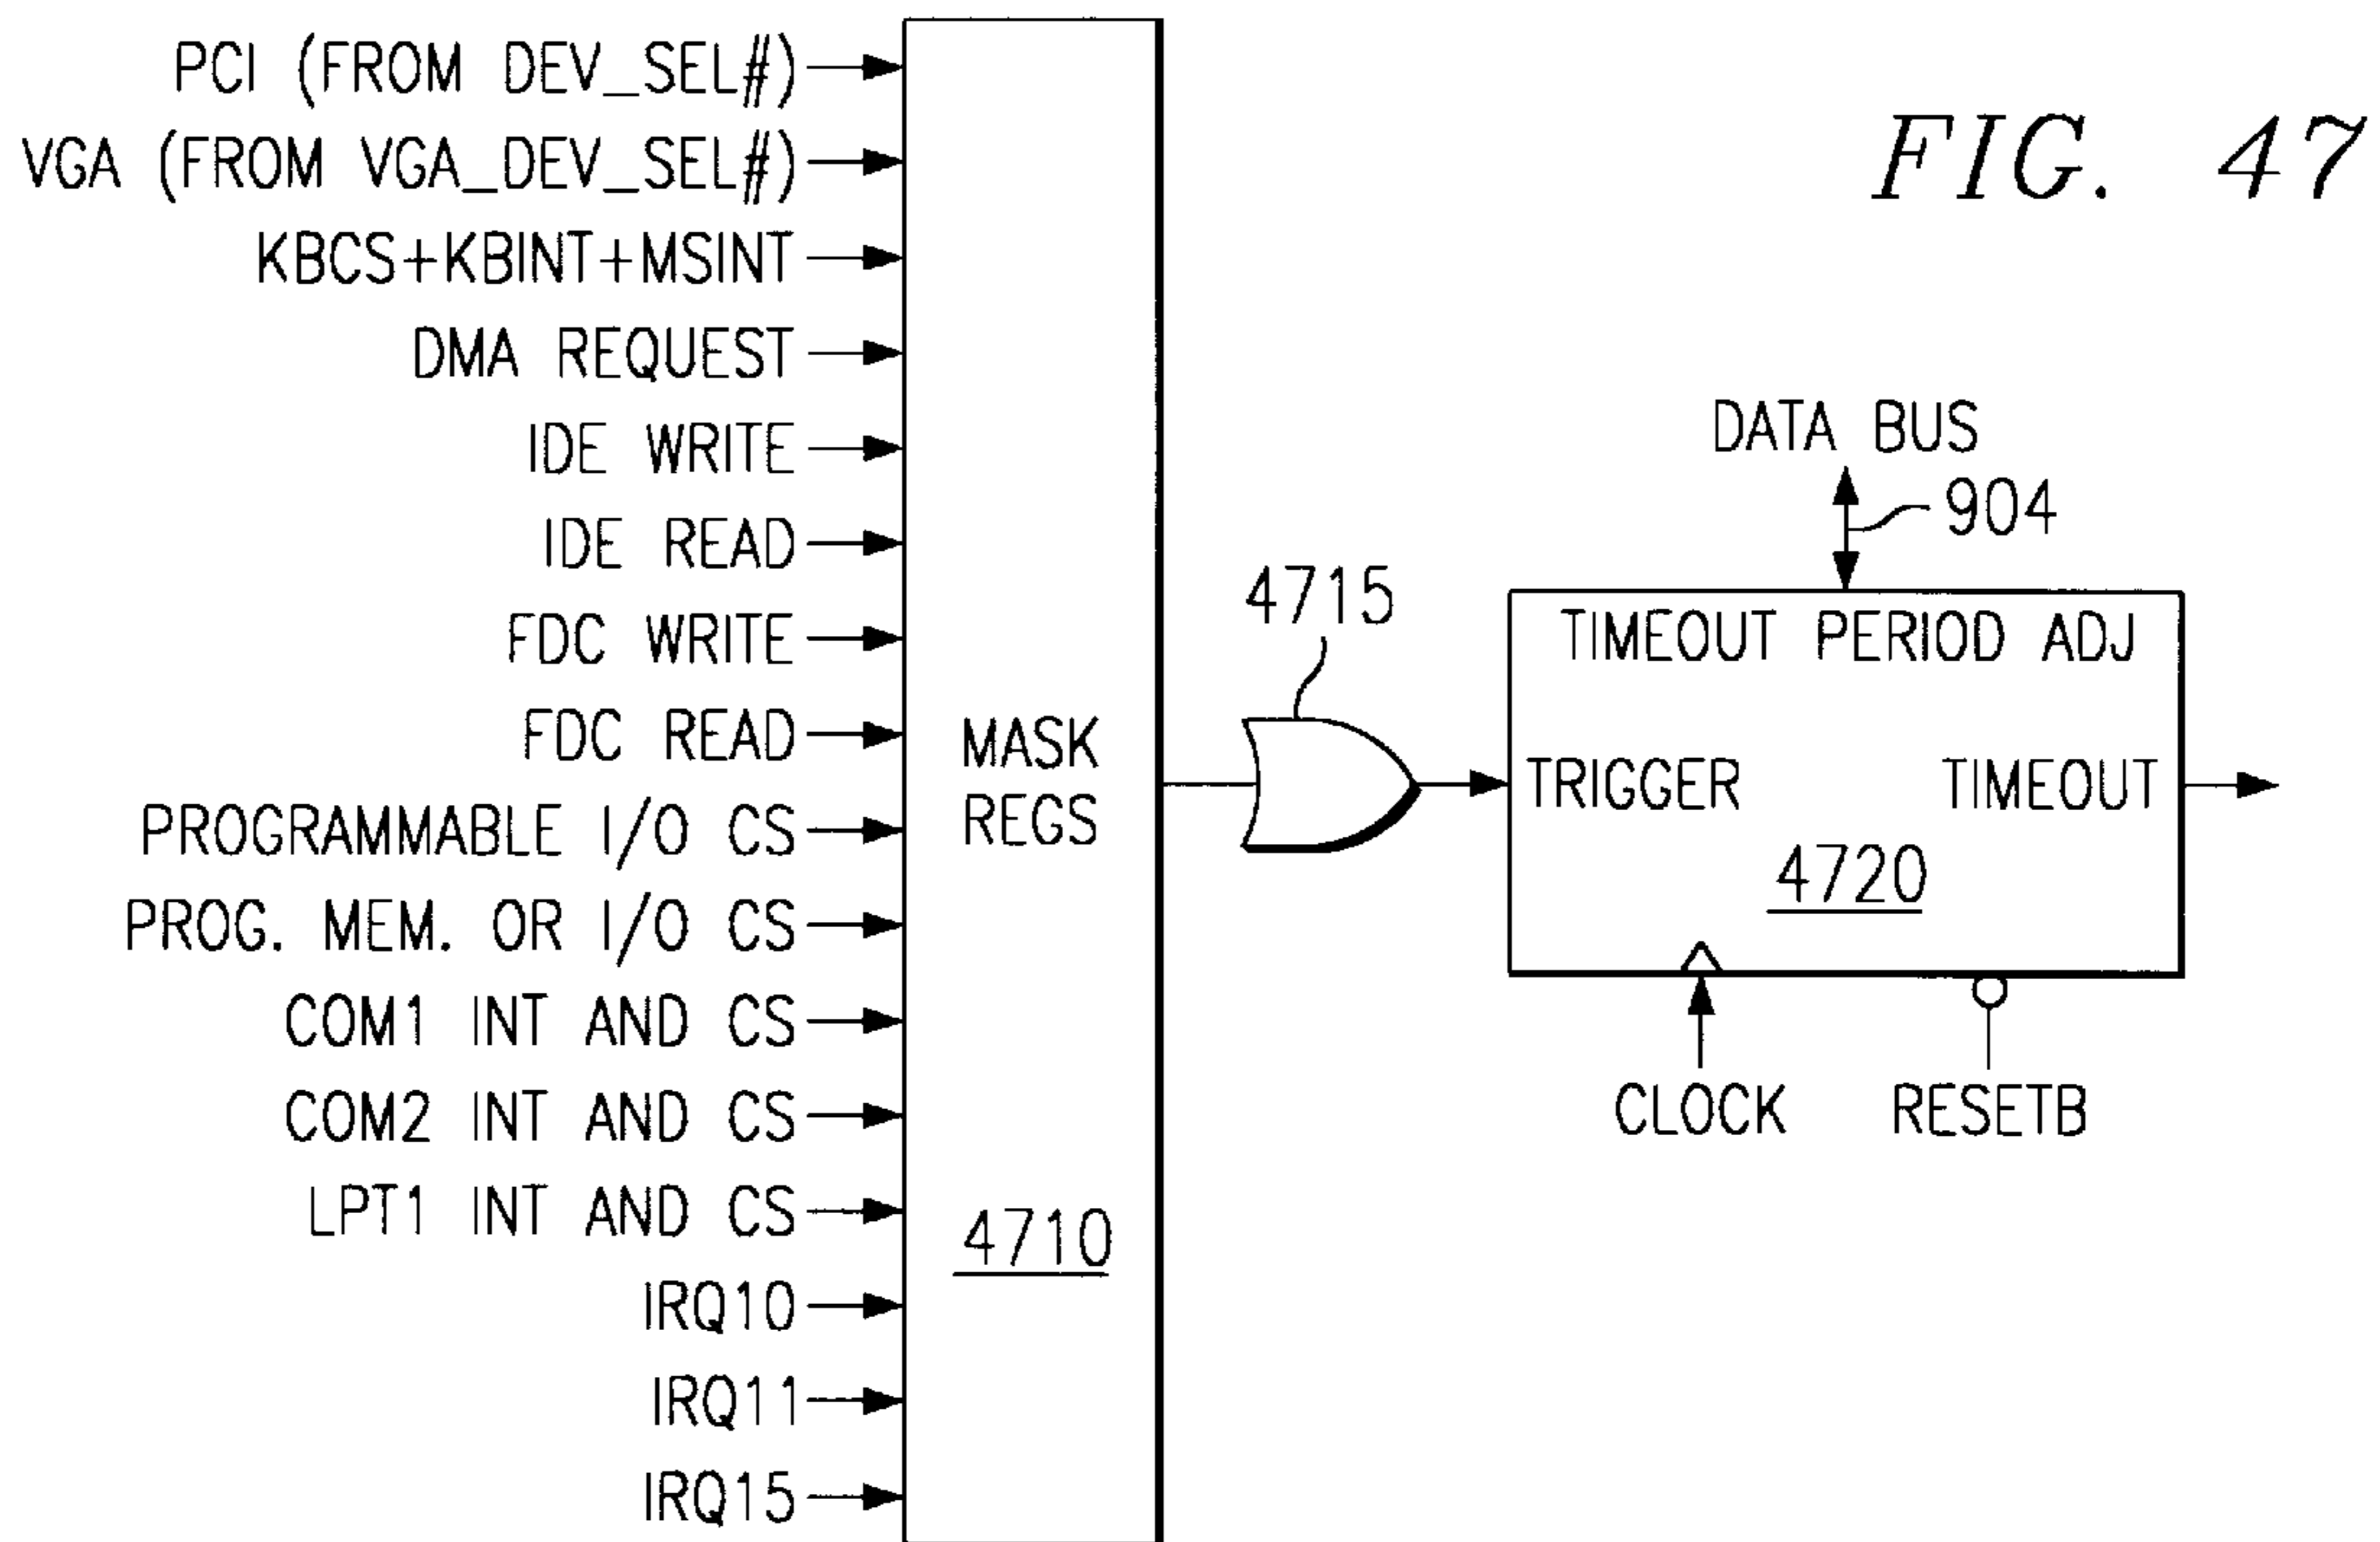 FIG. 47
PCI (FROM DEV_SEL#)
VGA (FROM VGA_DEV_SEL#)
KBCS+KBINT+MSINT
DMA REQUEST
IDE WRITE
IDE READ
FDC WRITE
FDC READ
PROGRAMMABLE I/O CS
PROG. MEM. OR I/O CS
COM1 INT AND CS
COM2 INT AND CS
LPT1 INT AND CS
IRQ10
IRQ11
IRQ15
MASK
REGS
4710
4715
DATA BUS
904
TIMEOUT PERIOD ADJ
TRIGGER
TIMEOUT
4720
CLOCK
RESETB